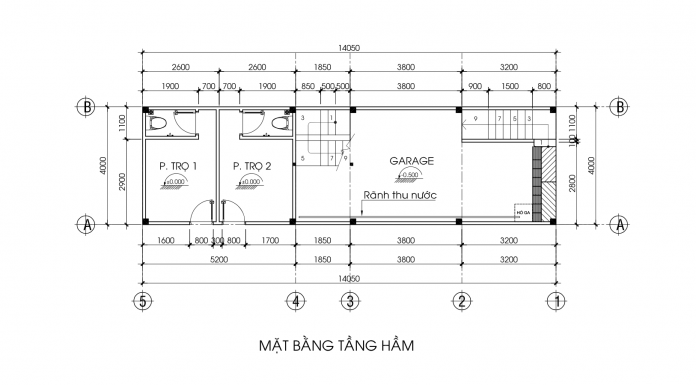 14050
2600 2600 1850 3800 3200
1900 700 700 1900 850 500 500 3800 900 1500 800
B B
1100 3 1 9 7 5 3 1100
100
4000 P. TRỌ 1 P. TRỌ 2 5 7 9 GARAGE 4000
±0.000 ±0.000 -0.500
2900 2800
Rãnh thu nước
HỐ GA
A A
1600 800 300 800 1700 1850 3800 3200
5200 1850 3800 3200
14050
5 4 3 2 1
MẶT BẰNG TẦNG HẦM